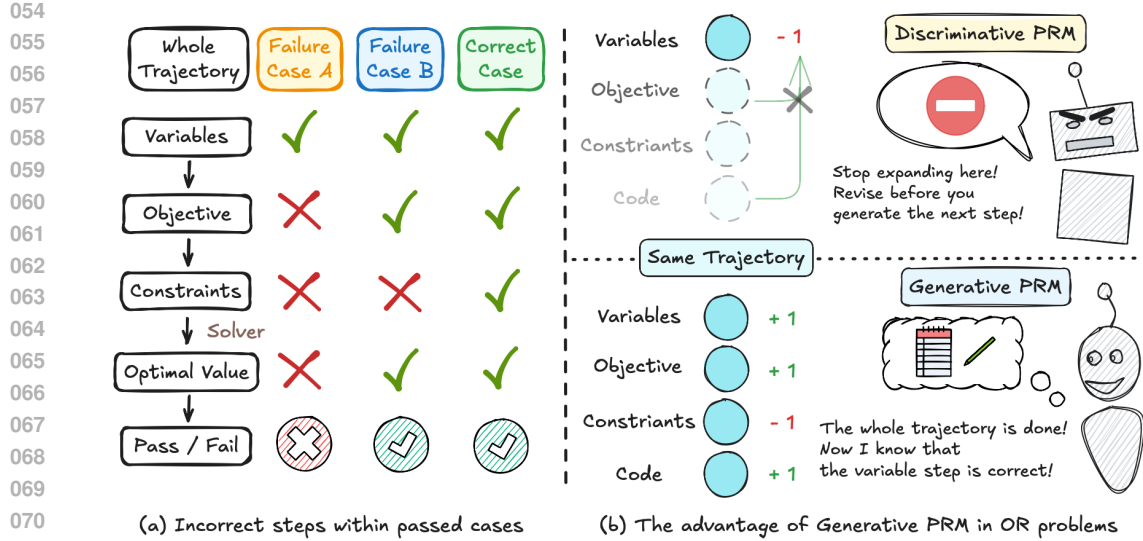 054
055
056
057
058
059
060
061
062
063
064
065
066
067
068
069
070
Whole
Trajectory
Failure
Case A
Failure
Case B
Correct
Case
Variables
Objective
Constraints
Solver
Optimal Value
Pass / Fail
(a) Incorrect steps within passed cases
Variables
- 1
Objective
Constriants
Code
Discriminative PRM
Stop expanding here!
Revise before you
generate the next step!
Same Trajectory
Variables
+ 1
Objective
+ 1
Constriants
- 1
Code
+ 1
Generative PRM
The whole trajectory is done!
Now I know that
the variable step is correct!
(b) The advantage of Generative PRM in OR problems